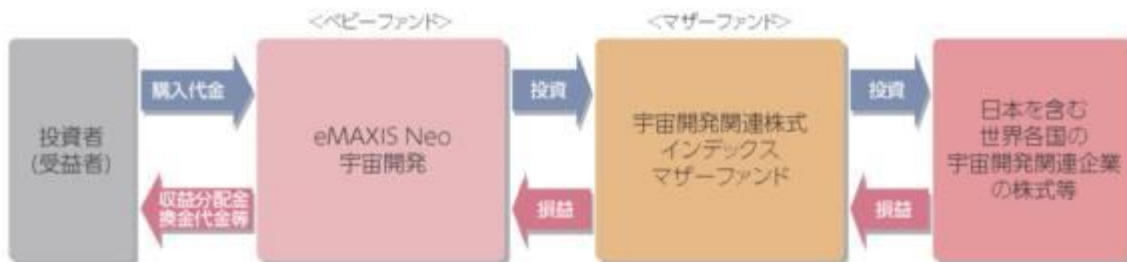 <ベビーファンド>
<マザーファンド>
投資者
(受益者)
購入代金
収益分配金
換金代金等
eMAXIS Neo
宇宙開発
投資
損益
宇宙開発関連株式
インデックス
マザーファンド
投資
損益
日本を含む
世界各国の
宇宙開発関連企業
の株式等